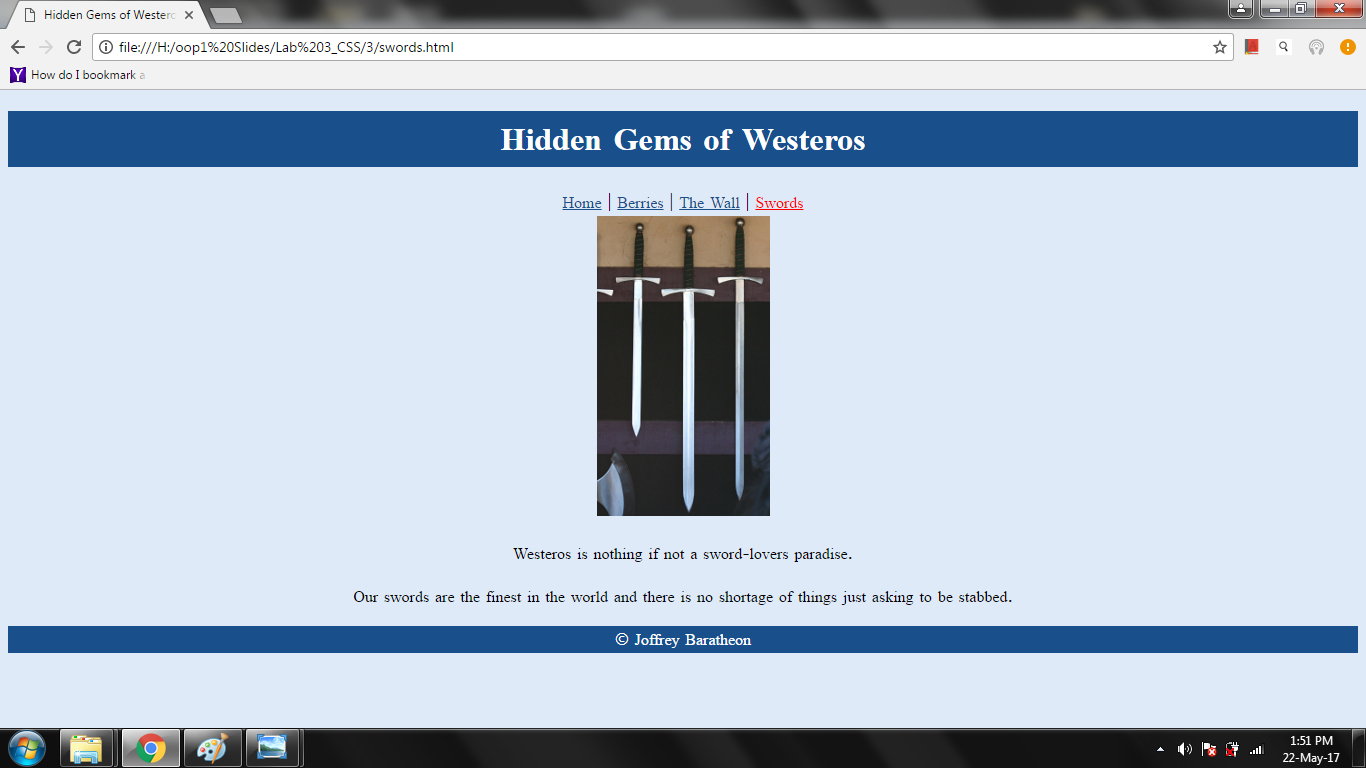 Hidden Gems of Westerc
file:///H:/oop1%20Slides/Lab%203_CSS/3/swords.html
How do I bookmark a
Hidden Gems of Westeros
Home | Berries | The Wall | Swords
Westeros is nothing if not a sword-lovers paradise.
Our swords are the finest in the world and there is no shortage of things just asking to be stabbed.
© Joffrey Baratheon
1:51 PM
22-May-17